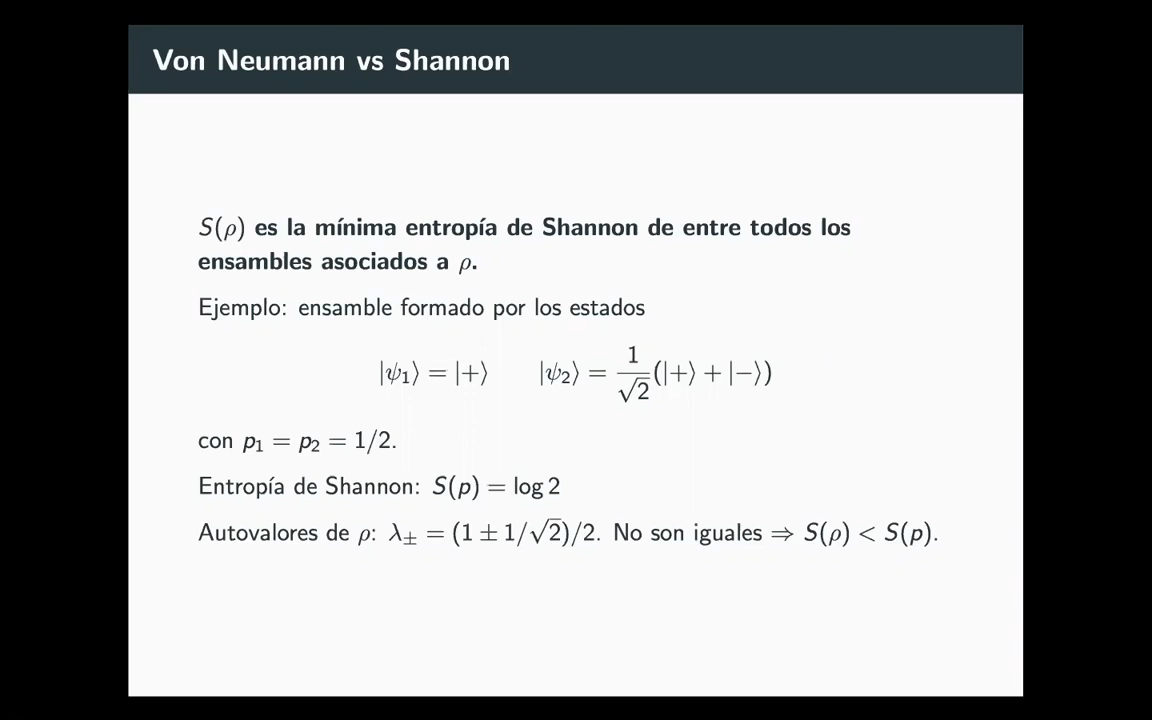 Von Neumann vs Shannon
S(ρ) es la mínima entropía de Shannon de entre todos los
ensambles asociados a ρ.
Ejemplo: ensamble formado por los estados
|ψ₁⟩ = |+⟩ |ψ₂⟩ = 1/√2 (|+⟩ + |−⟩)
con p₁ = p₂ = 1/2.
Entropía de Shannon: S(p) = log 2
Autovalores de ρ: λ± = (1 ± 1/√2)/2. No son iguales ⇒ S(ρ) < S(p).